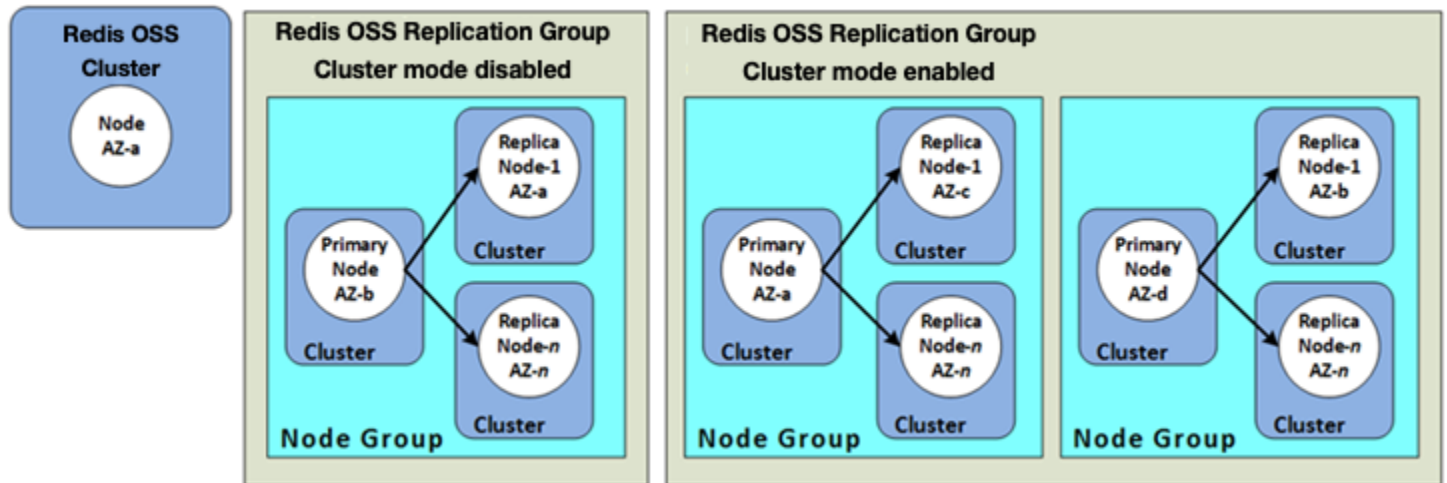 Redis OSS
Cluster
Node
AZ-a
Redis OSS Replication Group
Cluster mode disabled
Replica
Node-1
AZ-a
Cluster
Primary
Node
AZ-b
Cluster
Replica
Node-n
AZ-n
Cluster
Node Group
Redis OSS Replication Group
Cluster mode enabled
Replica
Node-1
AZ-c
Cluster
Primary
Node
AZ-a
Cluster
Replica
Node-n
AZ-n
Cluster
Node Group
Replica
Node-1
AZ-b
Cluster
Primary
Node
AZ-d
Cluster
Replica
Node-n
AZ-n
Cluster
Node Group